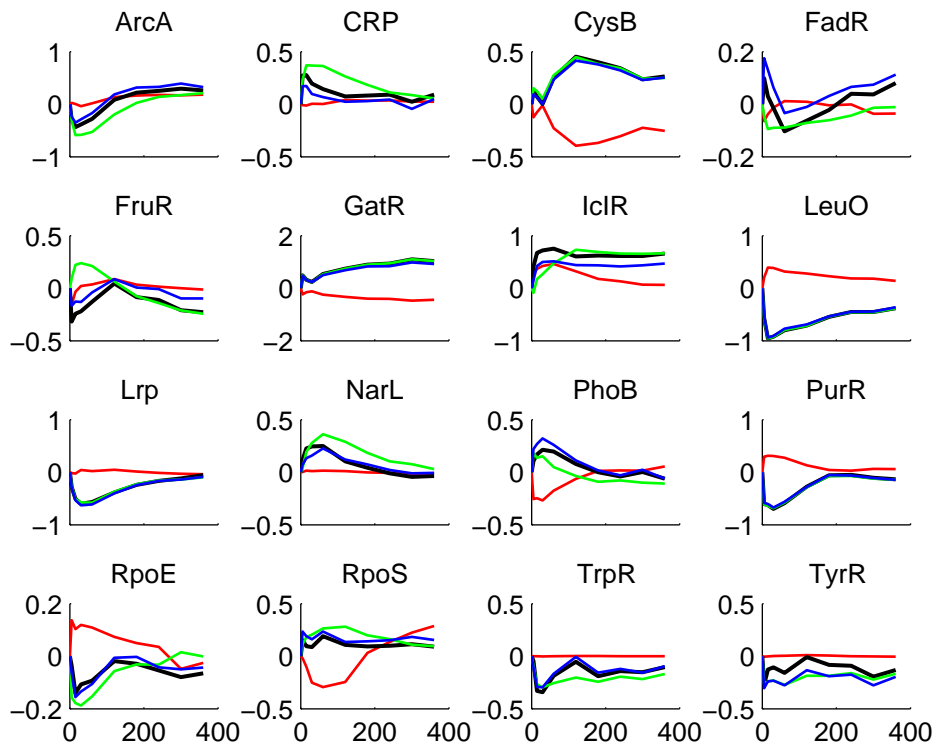 ArcA CRP CysB FadR
1 0.5 0.5 0.2
0 0 0 0
−1 −0.5 −0.5 −0.2
FruR GatR IclR LeuO
0.5 2 1 1
0 0 0 0
−0.5 −2 −1 −1
Lrp NarL PhoB PurR
1 0.5 0.5 1
0 0 0 0
−1 −0.5 −0.5 −1
RpoE RpoS TrpR TyrR
0.2 0.5 0.5 0.5
0 0 0 0
−0.2 −0.5 −0.5 −0.5
0 200 400 0 200 400 0 200 400 0 200 400